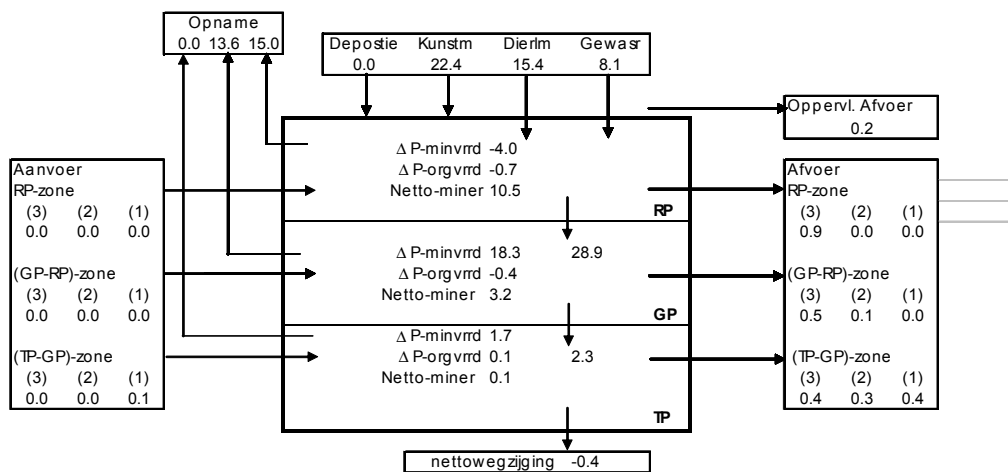 Opname
0.0 13.6 15.0
Depostie Kunstm Dierlm Gewasr
0.0 22.4 15.4 8.1
Oppervl. Afvoer
0.2
Aanvoer
RP-zone
(3) (2) (1)
0.0 0.0 0.0
(GP-RP)-zone
(3) (2) (1)
0.0 0.0 0.0
(TP-GP)-zone
(3) (2) (1)
0.0 0.0 0.1
Δ P-minvrrd -4.0
Δ P-orgvrrd -0.7
Netto-miner 10.5
RP
Δ P-minvrrd 18.3 28.9
Δ P-orgvrrd -0.4
Netto-miner 3.2
GP
Δ P-minvrrd 1.7
Δ P-orgvrrd 0.1 2.3
Netto-miner 0.1
TP
Afvoer
RP-zone
(3) (2) (1)
0.9 0.0 0.0
(GP-RP)-zone
(3) (2) (1)
0.5 0.1 0.0
(TP-GP)-zone
(3) (2) (1)
0.4 0.3 0.4
nettowegzijging -0.4